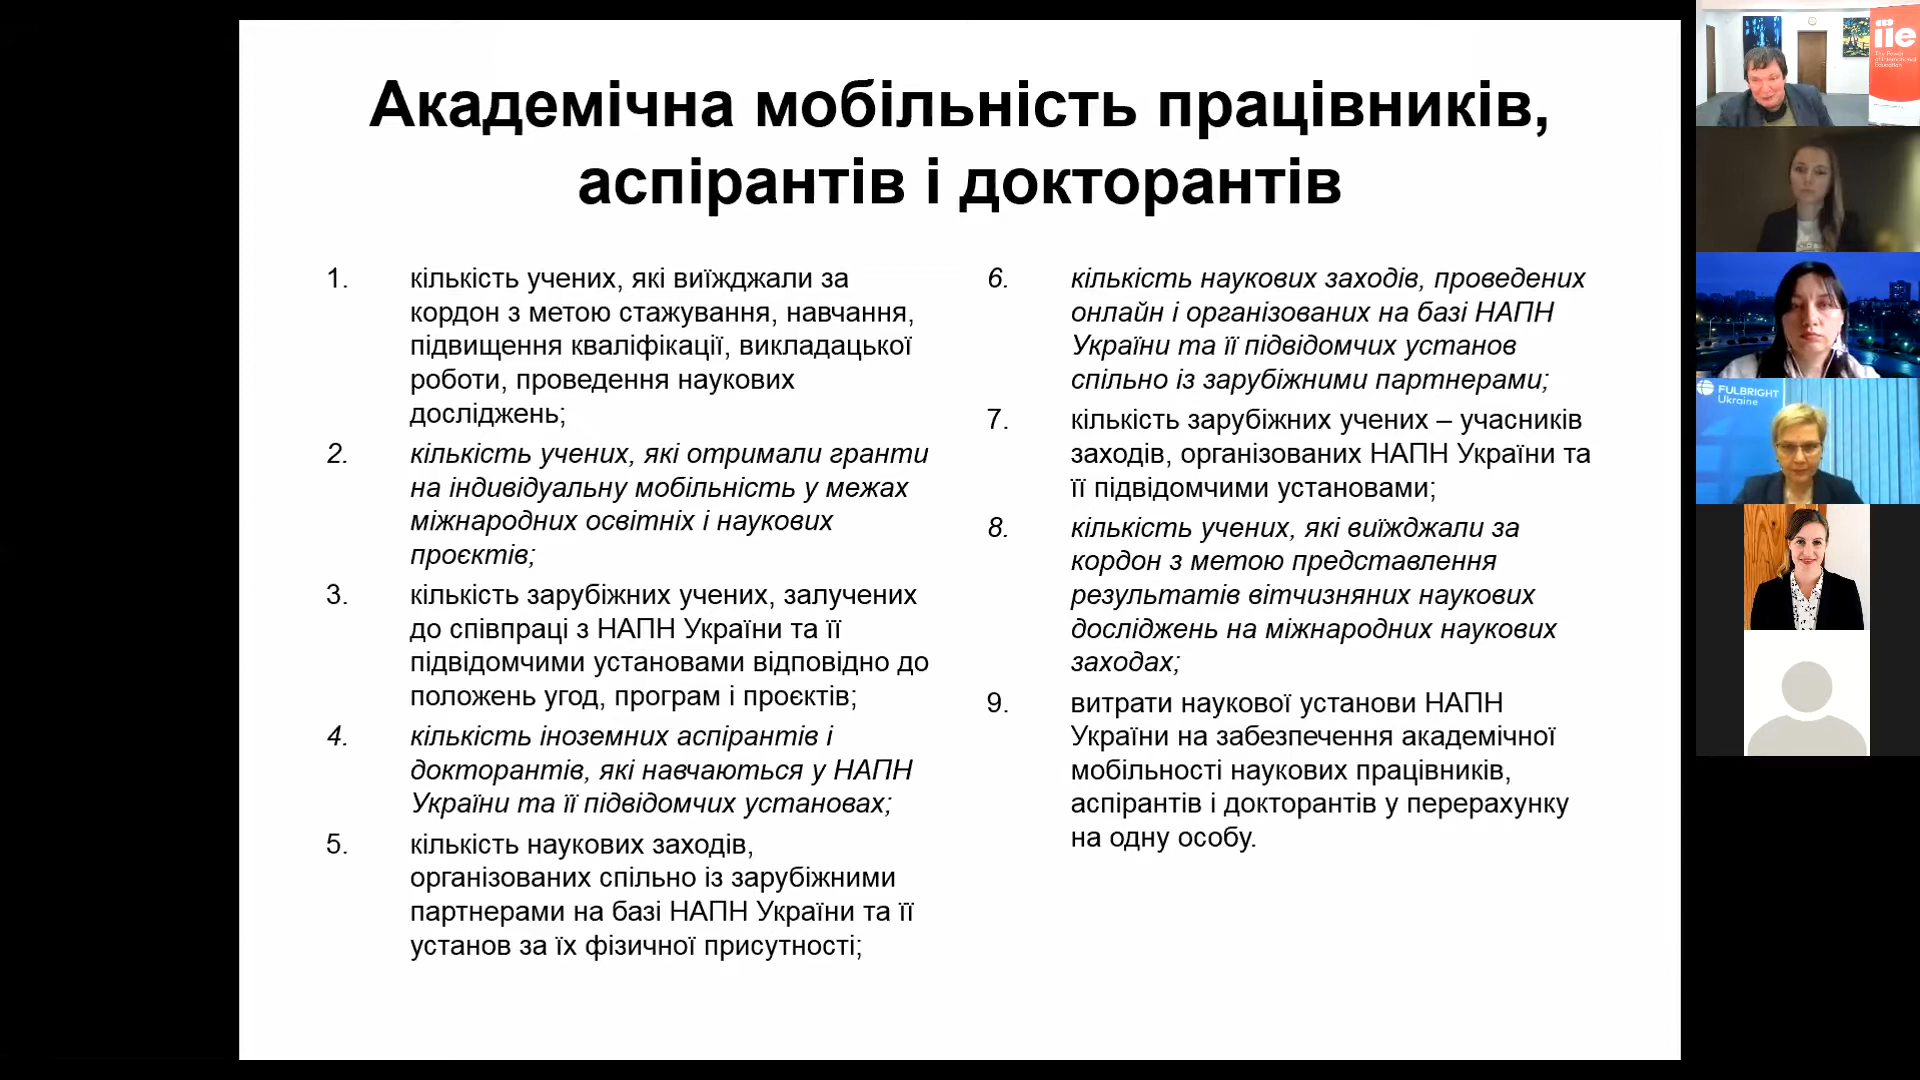 Академічна мобільність працівників,
аспірантів і докторантів
1. кількість учених, які виїжджали за
кордон з метою стажування, навчання,
підвищення кваліфікації, викладацької
роботи, проведення наукових
досліджень;
2. кількість учених, які отримали гранти
на індивідуальну мобільність у межах
міжнародних освітніх і наукових
проєктів;
3. кількість зарубіжних учених, залучених
до співпраці з НАПН України та її
підвідомчими установами відповідно до
положень угод, програм і проєктів;
4. кількість іноземних аспірантів і
докторантів, які навчаються у НАПН
України та її підвідомчих установах;
5. кількість наукових заходів,
організованих спільно із зарубіжними
партнерами на базі НАПН України та її
установ за їх фізичної присутності;
6. кількість наукових заходів, проведених
онлайн і організованих на базі НАПН
України та її підвідомчих установ
спільно із зарубіжними партнерами;
7. кількість зарубіжних учених – учасників
заходів, організованих НАПН України та
її підвідомчими установами;
8. кількість учених, які виїжджали за
кордон з метою представлення
результатів вітчизняних наукових
досліджень на міжнародних наукових
заходах;
9. витрати наукової установи НАПН
України на забезпечення академічної
мобільності наукових працівників,
аспірантів і докторантів у перерахунку
на одну особу.
iie
The Power
of International
Education
FULBRIGHT
Ukraine